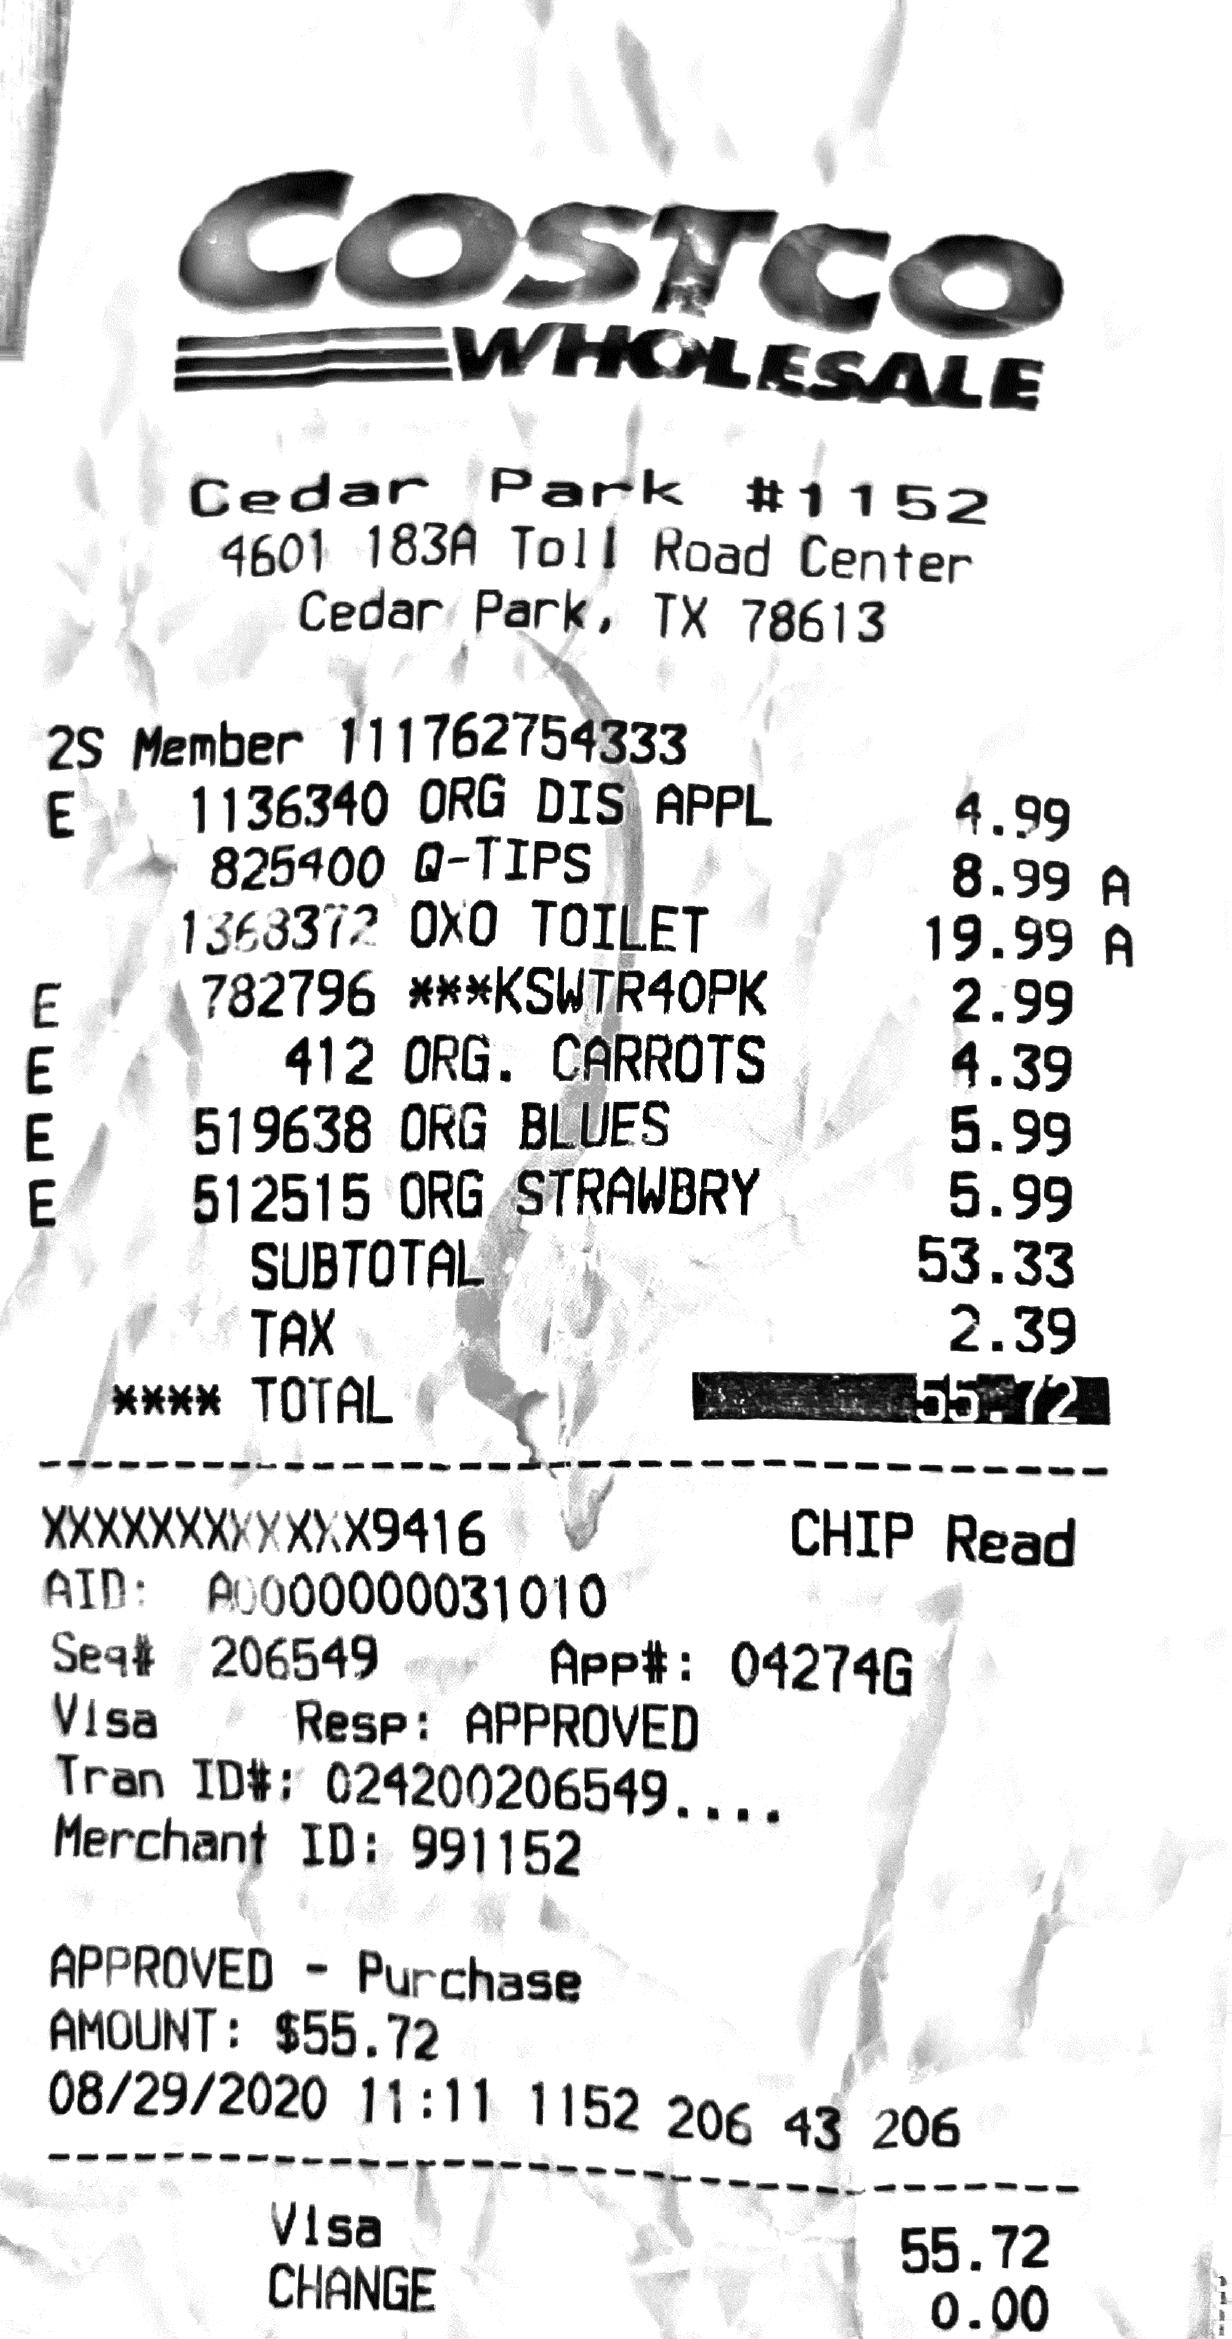 COSTCO
WHOLESALE
Cedar Park #1152
4601 183A Toll Road Center
Cedar Park, TX 78613
2S Member 111762754333
E 1136340 ORG DIS APPL 4.99
825400 Q-TIPS 8.99 A
1368372 OXO TOILET 19.99 A
E 782796 ***KSWTR40PK 2.99
E 412 ORG. CARROTS 4.39
E 519638 ORG BLUES 5.99
E 512515 ORG STRAWBRY 5.99
SUBTOTAL 53.33
TAX 2.39
**** TOTAL 55.72
XXXXXXXXXXXX9416 CHIP Read
AID: A0000000031010
Seq# 206549 App#: 04274G
Visa Resp: APPROVED
Tran ID#: 024200206549....
Merchant ID: 991152
APPROVED - Purchase
AMOUNT: $55.72
08/29/2020 11:11 1152 206 43 206
Visa 55.72
CHANGE 0.00